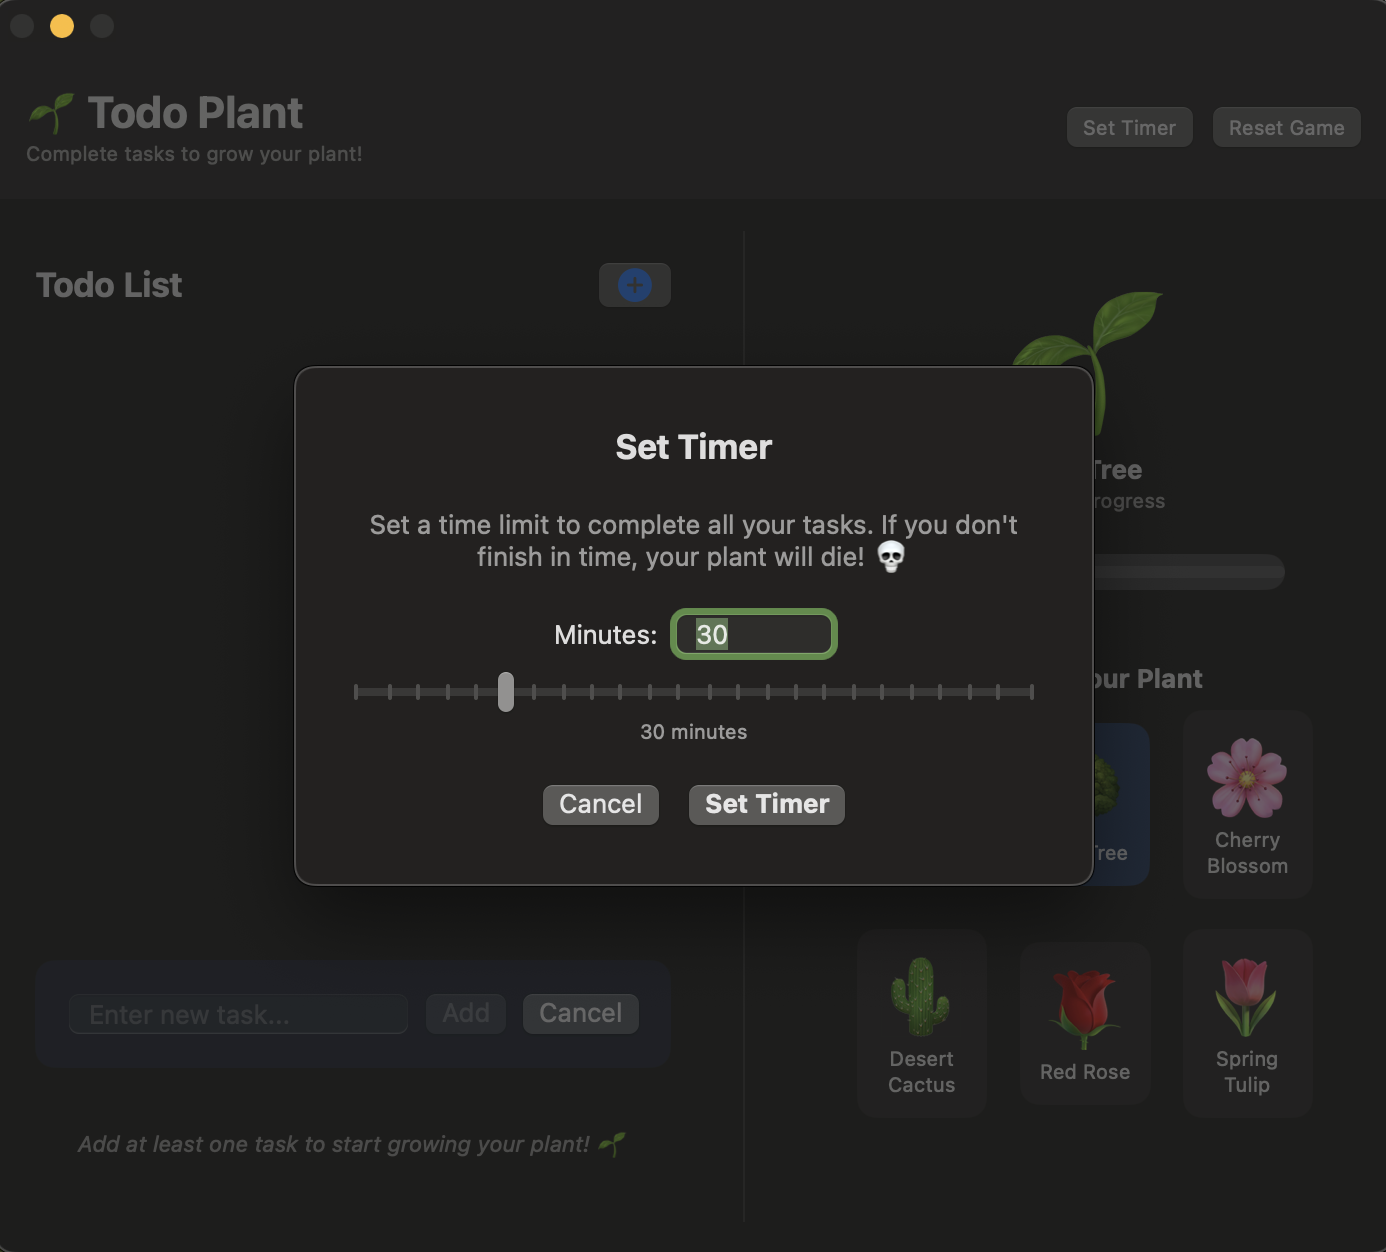 Todo Plant
Complete tasks to grow your plant!
Set Timer
Reset Game
Todo List
Set Timer
Set a time limit to complete all your tasks. If you don't
finish in time, your plant will die!
Minutes: 30
30 minutes
Cancel
Set Timer
Tree
Plant
Tree
Cherry
Blossom
Enter new task...
Add
Cancel
Desert
Cactus
Red Rose
Spring
Tulip
Add at least one task to start growing your plant!